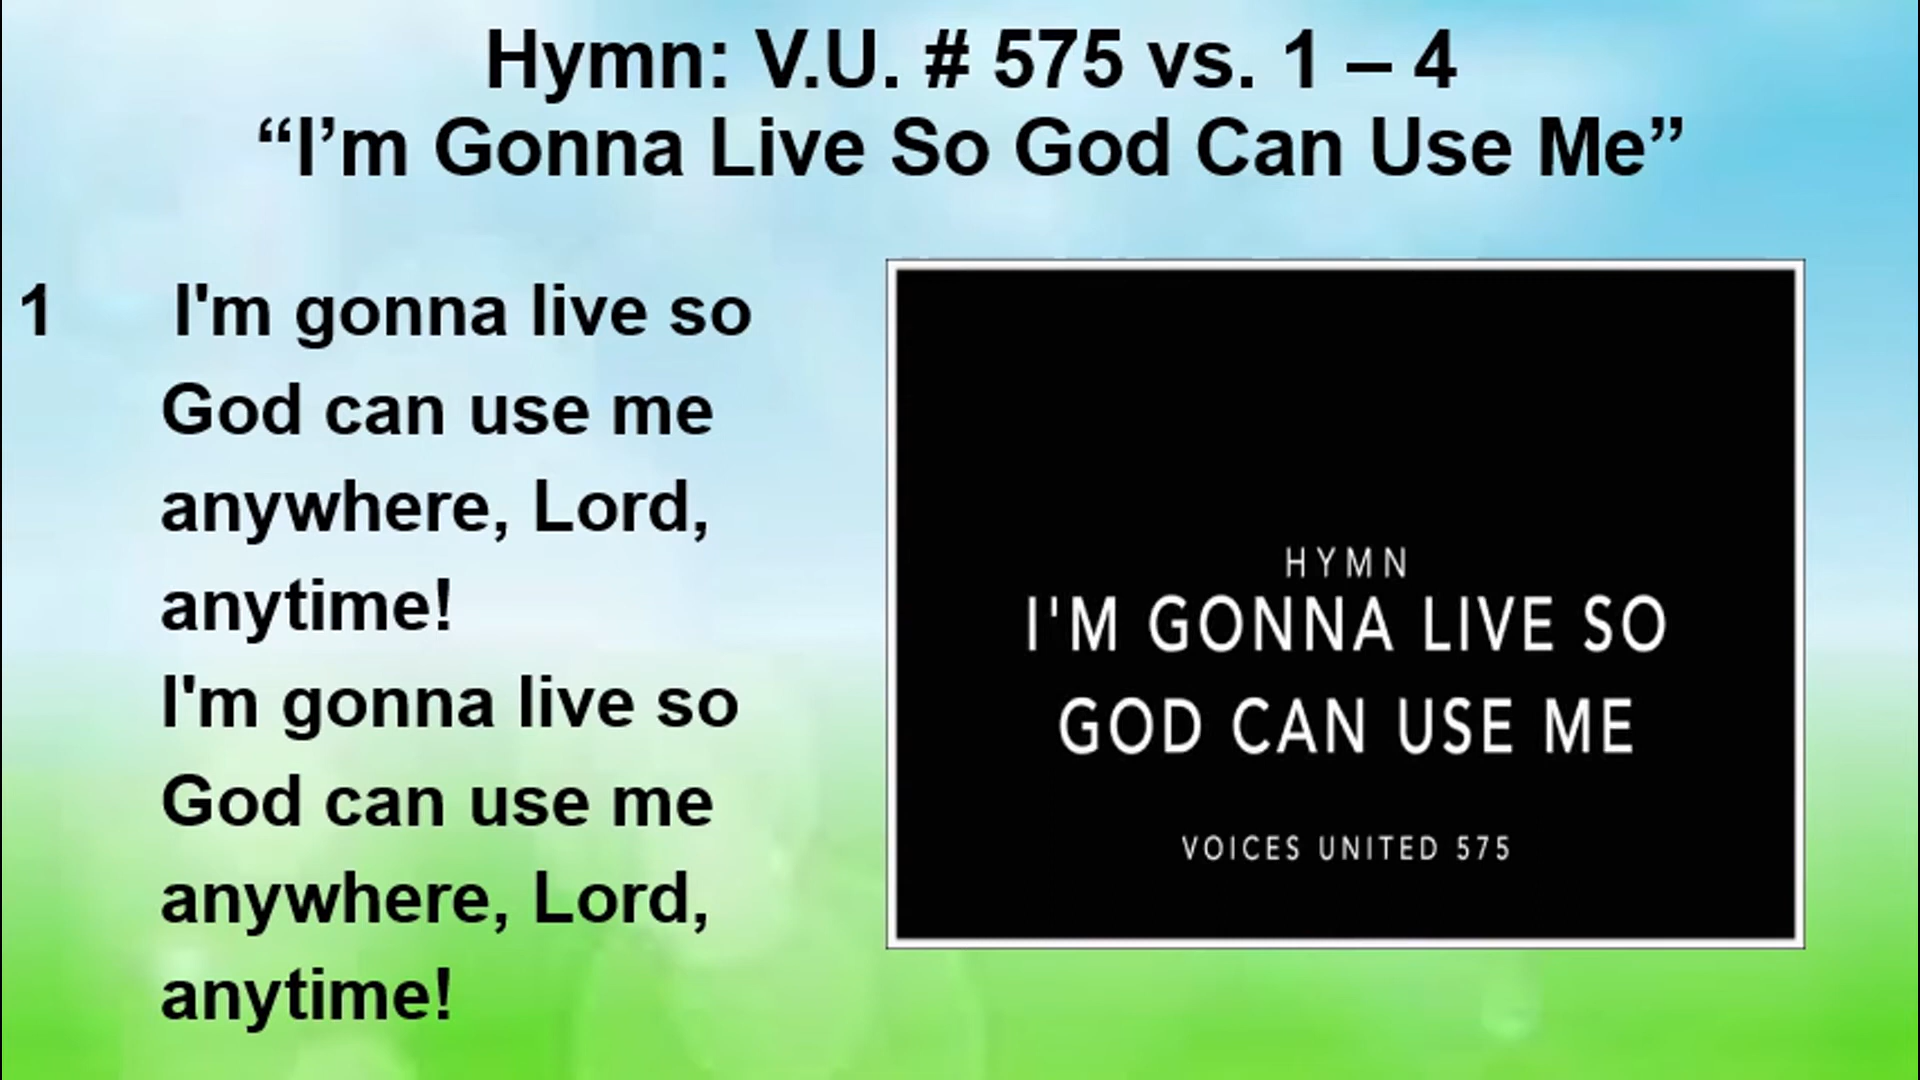 Hymn: V.U. # 575 vs. 1 – 4
“I’m Gonna Live So God Can Use Me”
1 I'm gonna live so
God can use me
anywhere, Lord,
anytime!
I'm gonna live so
God can use me
anywhere, Lord,
anytime!
HYMN
I'M GONNA LIVE SO
GOD CAN USE ME
VOICES UNITED 575